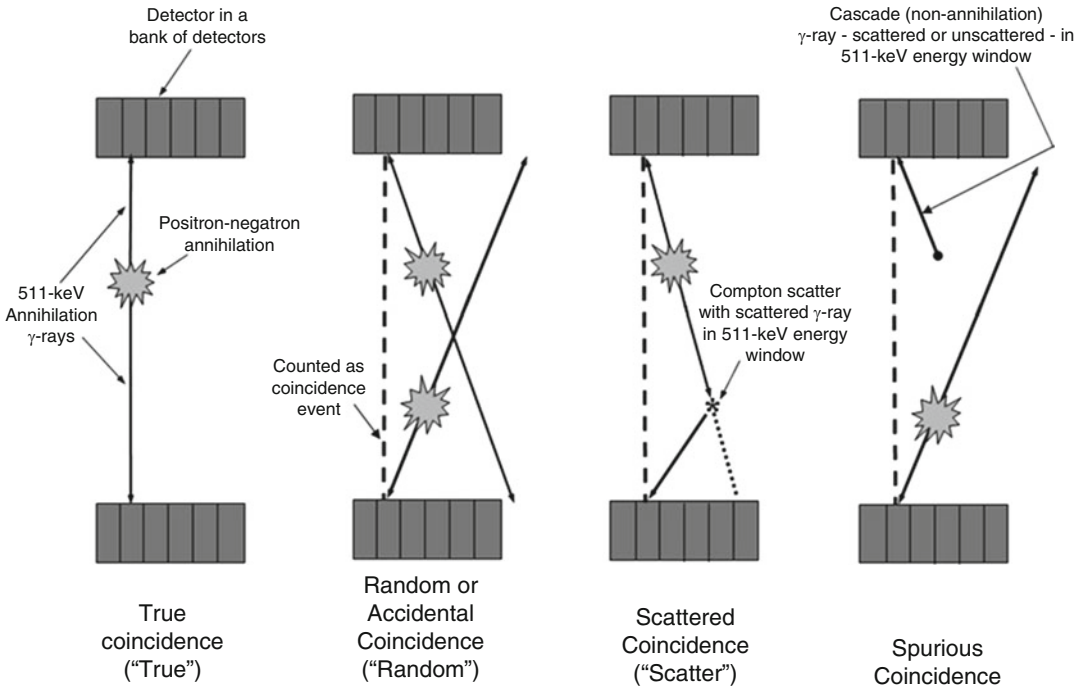 Detector in a
bank of detectors
Cascade (non-annihilation)
γ-ray - scattered or unscattered - in
511-keV energy window
Positron-negatron
annihilation
511-keV
Annihilation
γ-rays
Counted as
coincidence
event
Compton scatter
with scattered γ-ray
in 511-keV energy
window
True
coincidence
(“True”)
Random or
Accidental
Coincidence
(“Random”)
Scattered
Coincidence
(“Scatter”)
Spurious
Coincidence